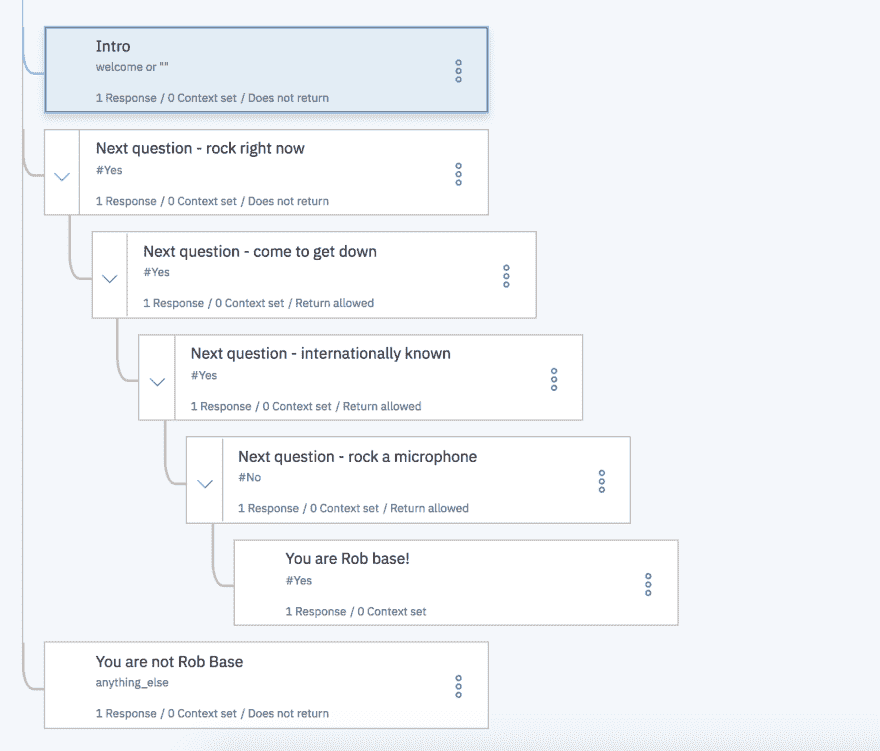 Intro
welcome or ""
1 Response / 0 Context set / Does not return
Next question - rock right now
#Yes
1 Response / 0 Context set / Does not return
Next question - come to get down
#Yes
1 Response / 0 Context set / Return allowed
Next question - internationally known
#Yes
1 Response / 0 Context set / Return allowed
Next question - rock a microphone
#No
1 Response / 0 Context set / Return allowed
You are Rob base!
#Yes
1 Response / 0 Context set
You are not Rob Base
anything_else
1 Response / 0 Context set / Does not return